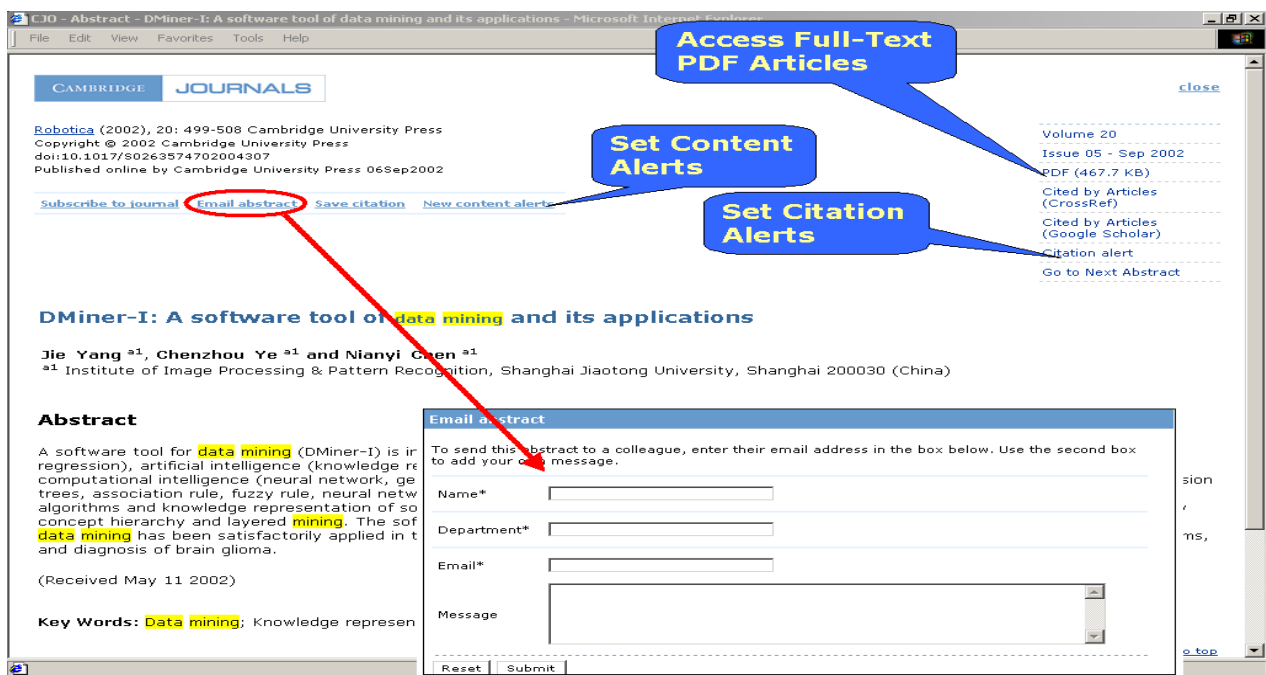 CJO - Abstract - DMiner-I: A software tool of data mining and its applications - Microsoft Internet Explorer
File Edit View Favorites Tools Help
Access Full-Text
PDF Articles
CAMBRIDGE JOURNALS
close
Robotica (2002), 20: 499-508 Cambridge University Press
Copyright © 2002 Cambridge University Press
doi:10.1017/S0263574702004307
Published online by Cambridge University Press 06Sep2002
Set Content
Alerts
Volume 20
Issue 05 - Sep 2002
PDF (467.7 KB)
Cited by Articles
(CrossRef)
Cited by Articles
(Google Scholar)
Citation alert
Go to Next Abstract
Subscribe to journal Email abstract Save citation New content alerts
Set Citation
Alerts
DMiner-I: A software tool of data mining and its applications
Jie Yang a1, Chenzhou Ye a1 and Nianyi Chen a1
a1 Institute of Image Processing & Pattern Recognition, Shanghai Jiaotong University, Shanghai 200030 (China)
Abstract
A software tool for data mining (DMiner-I) is
regression), artificial intelligence (knowledge
computational intelligence (neural network, sion
trees, association rule, fuzzy rule, neural
algorithms and knowledge representation of
concept hierarchy and layered mining. The
data mining has been satisfactorily applied in ms,
and diagnosis of brain glioma.
(Received May 11 2002)
Key Words: Data mining; Knowledge represen
Email abstract
To send this abstract to a colleague, enter their email address in the box below. Use the second box
to add your own message.
Name*
Department*
Email*
Message
Reset Submit
o top